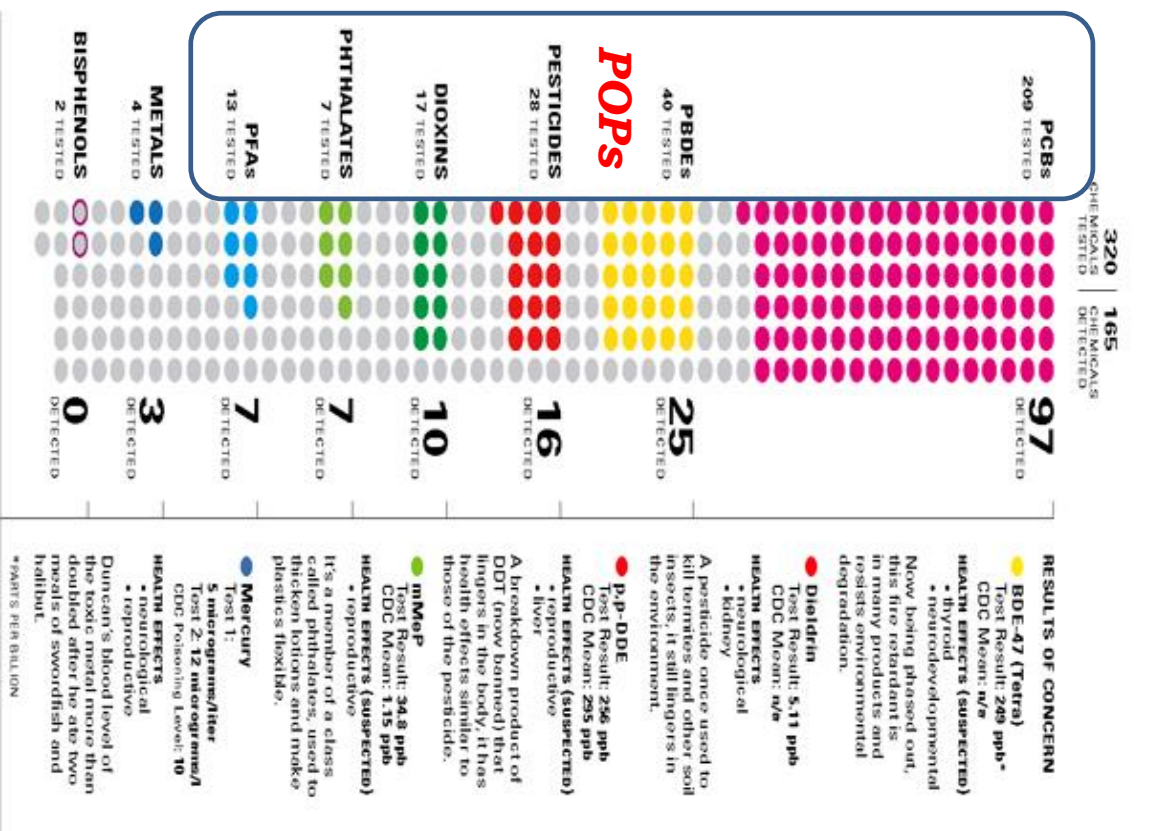 POPs
320
CHEMICALS
TESTED
165
CHEMICALS
DETECTED
PCBs
209 TESTED
97
DETECTED
PBDES
40 TESTED
25
DETECTED
PESTICIDES
28 TESTED
16
DETECTED
DIOXINS
17 TESTED
10
DETECTED
PHTHALATES
7 TESTED
7
DETECTED
PFAs
13 TESTED
7
DETECTED
METALS
4 TESTED
3
DETECTED
BISPHENOLS
2 TESTED
0
DETECTED
RESULTS OF CONCERN
BDE-47 (Tetra)
Test Result: 249 ppb*
CDC Mean: n/a
HEALTH EFFECTS (SUSPECTED)
• thyroid
• neurodevelopmental
Now being phased out,
this fire retardant is
in many products and
resists environmental
degradation.
Dieldrin
Test Result: 5.11 ppb
CDC Mean: n/a
HEALTH EFFECTS
• neurological
• kidney
A pesticide once used to
kill termites and other soil
insects, it still lingers in
the environment.
p,p-DDE
Test Result: 256 ppb
CDC Mean: 295 ppb
HEALTH EFFECTS (SUSPECTED)
• reproductive
• liver
A breakdown product of
DDT (now banned) that
lingers in the body, it has
health effects similar to
those of the pesticide.
mMeP
Test Result: 34.8 ppb
CDC Mean: 1.15 ppb
HEALTH EFFECTS (SUSPECTED)
• reproductive
It's a member of a class
called phthalates, used to
thicken lotions and make
plastics flexible.
Mercury
Test 1:
5 micrograms/liter
Test 2: 12 micrograms/l
CDC Poisoning Level: 10
HEALTH EFFECTS
• neurological
• reproductive
Duncan's blood level of
the toxic metal more than
doubled after he ate two
meals of swordfish and
halibut.
*PARTS PER BILLION